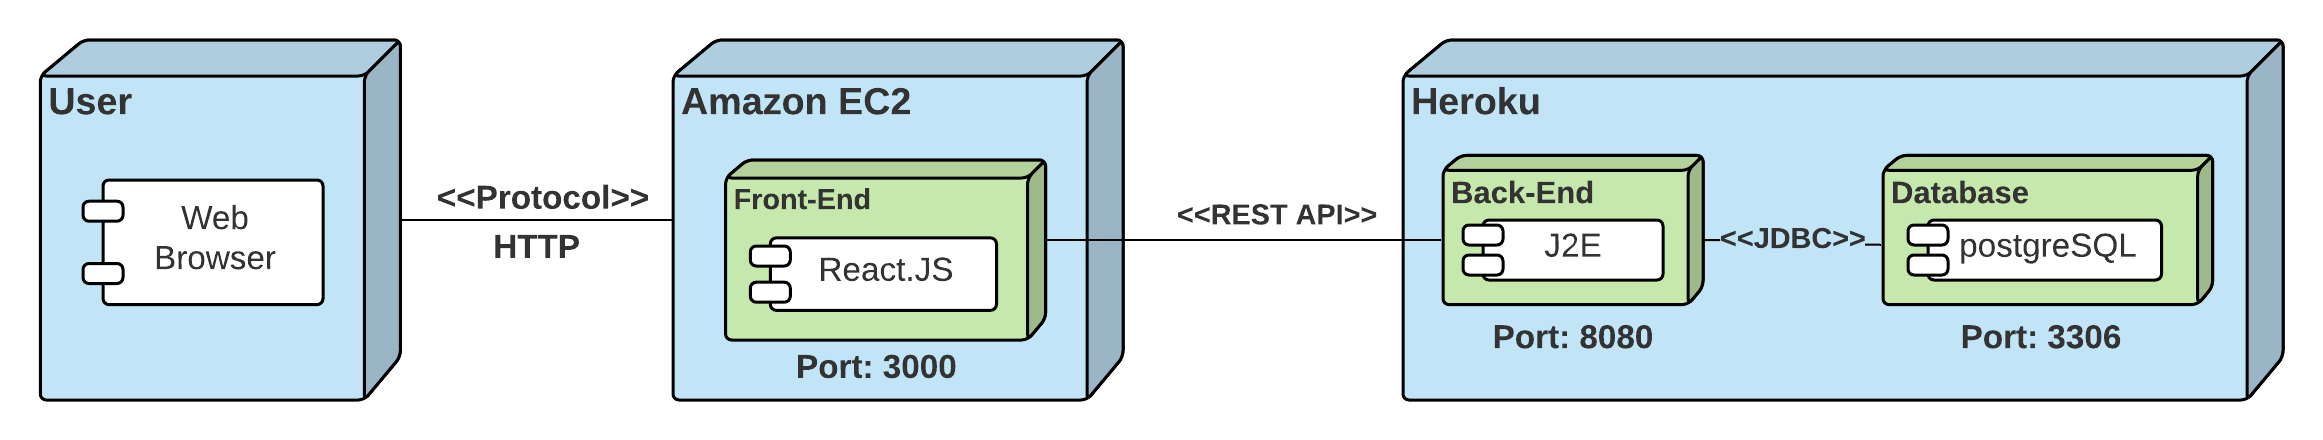 User
Web
Browser
<<Protocol>>
HTTP
Amazon EC2
Front-End
React.JS
Port: 3000
<<REST API>>
Heroku
Back-End
J2E
Port: 8080
<<JDBC>>
Database
postgreSQL
Port: 3306